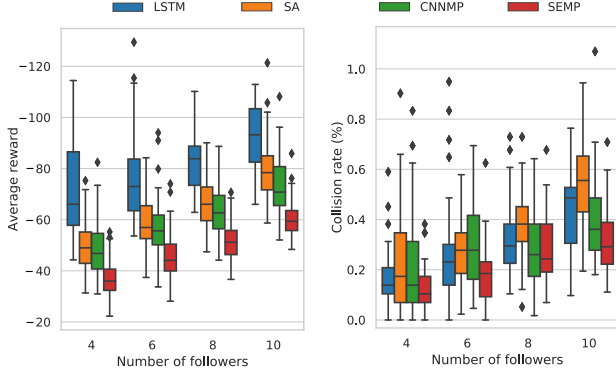 LSTM SA CNNMP SEMP
−120
−100
−80
−60
−40
−20
Average reward
4 6 8 10
Number of followers
1.0
0.8
0.6
0.4
0.2
0.0
Collision rate (%)
4 6 8 10
Number of followers